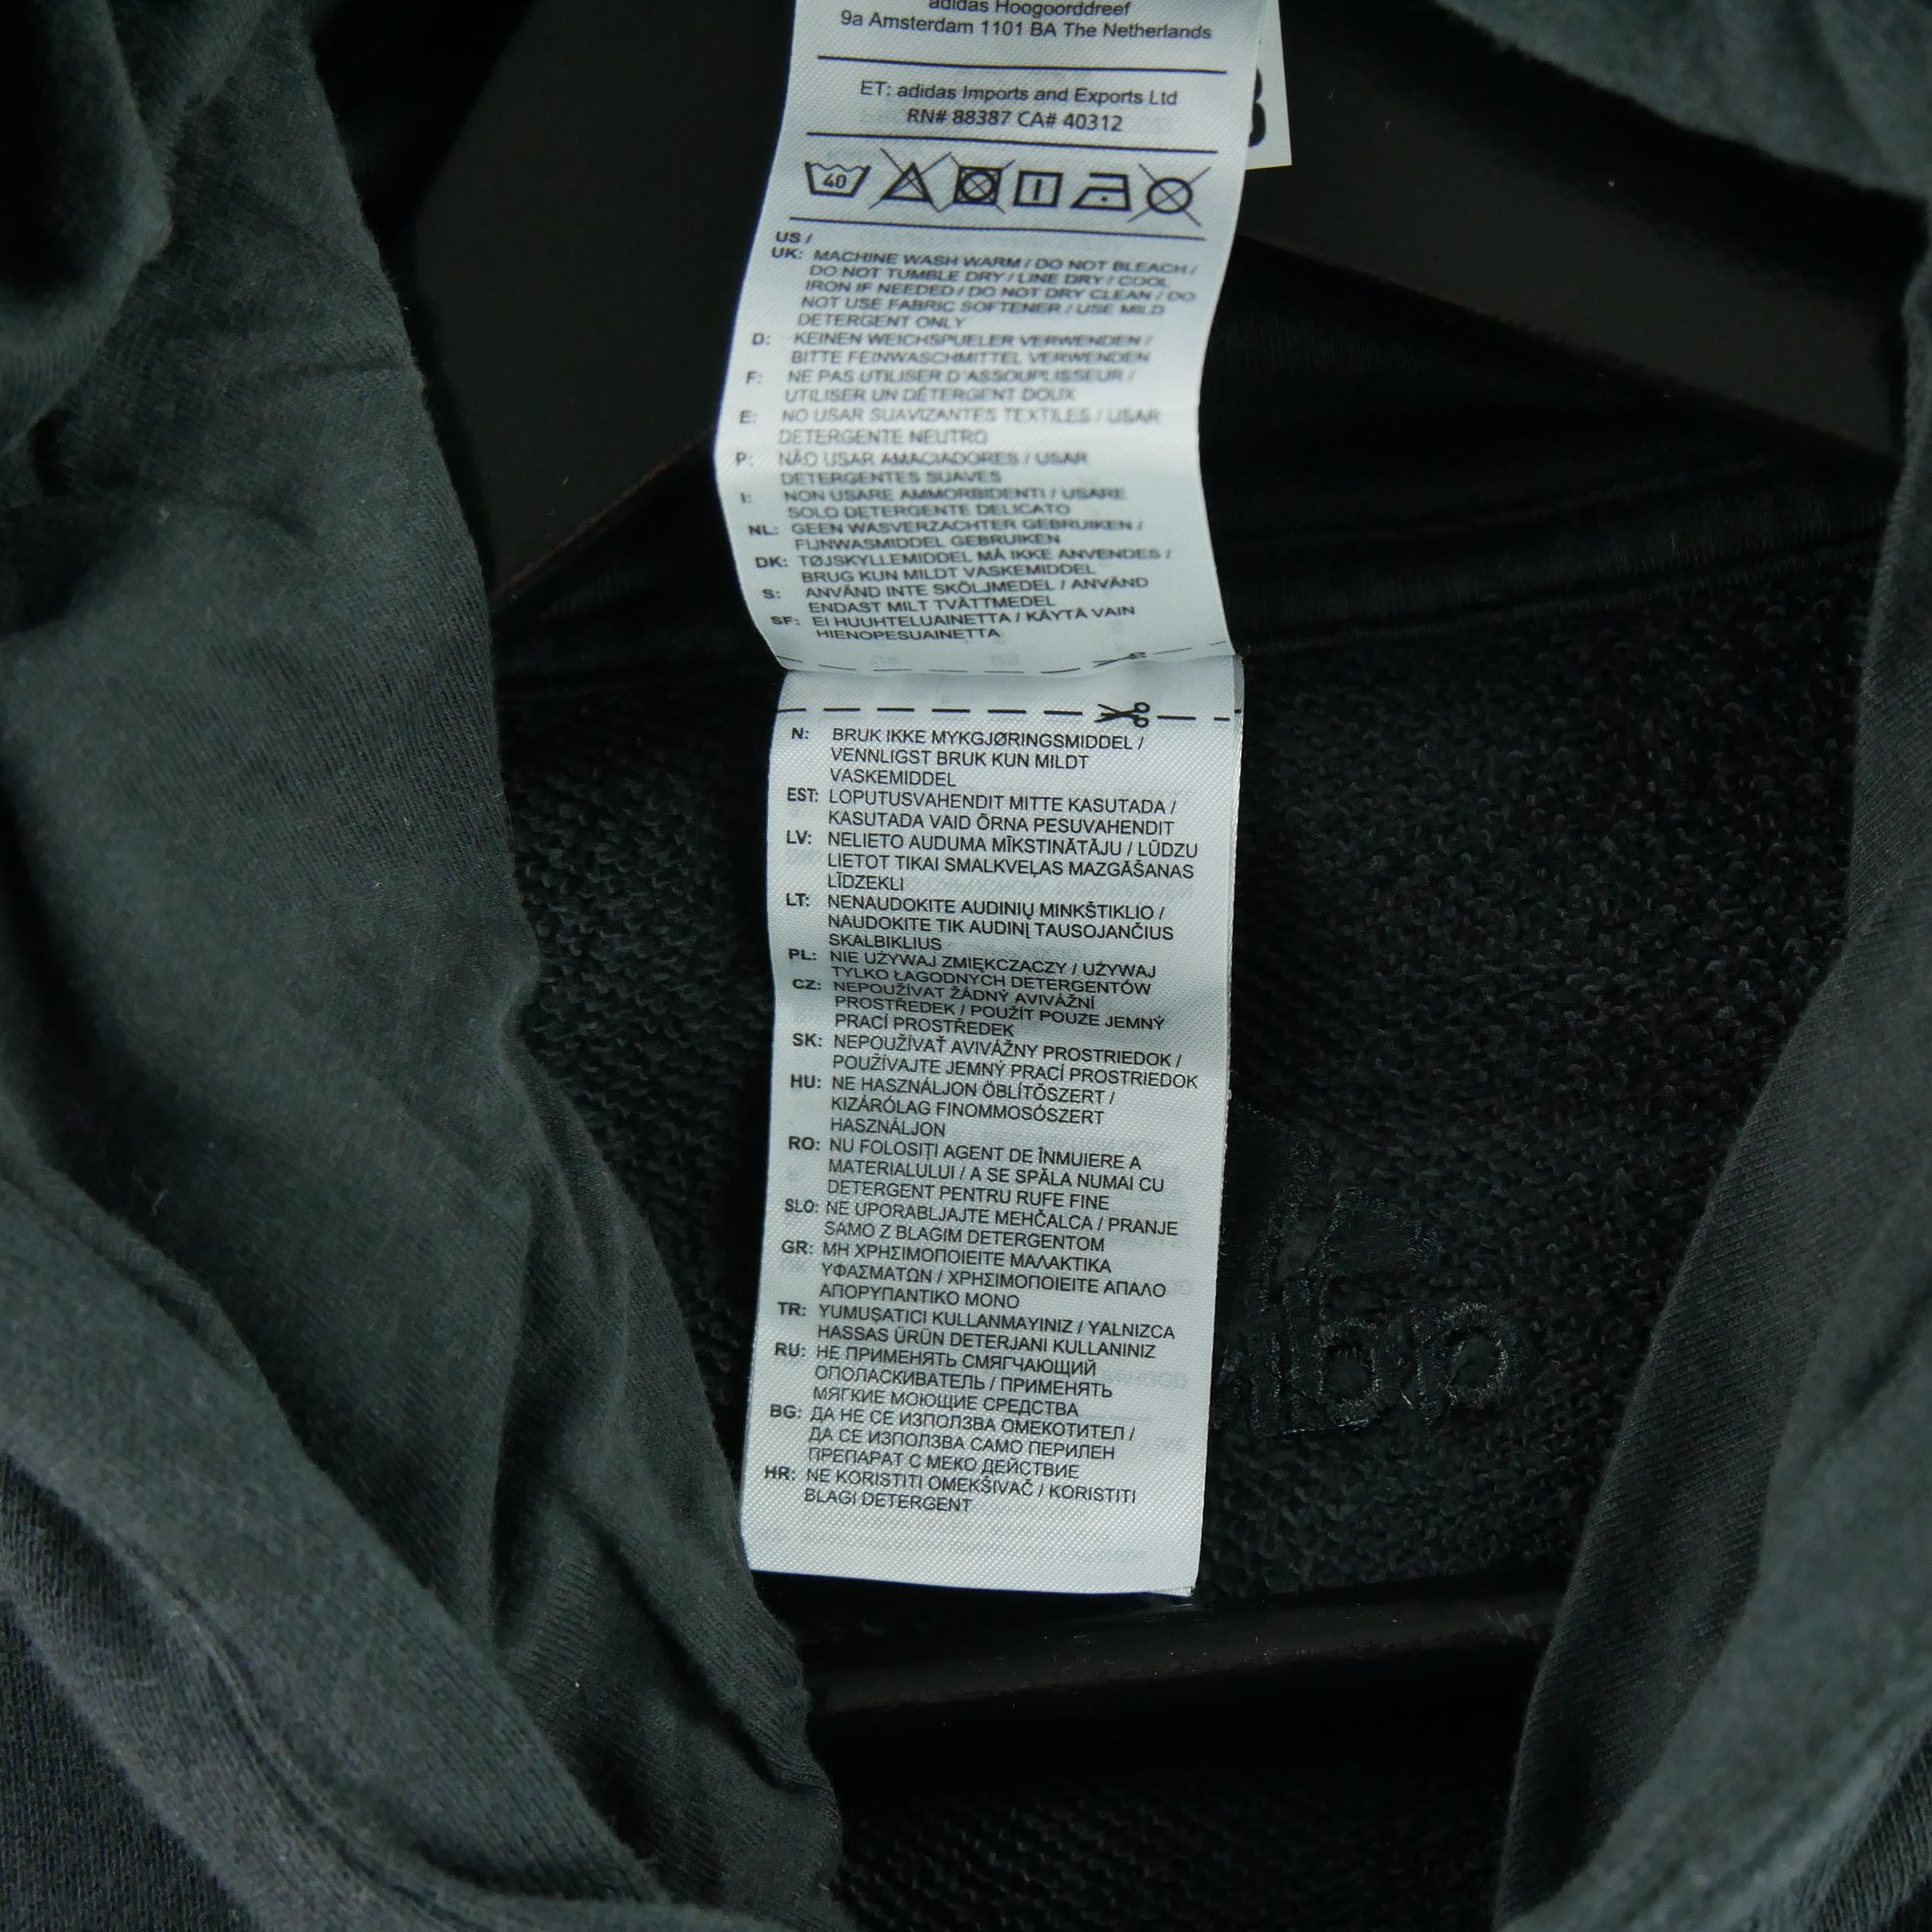 adidas Hoogoorddreef
9a Amsterdam 1101 BA The Netherlands
ET: adidas Imports and Exports Ltd
RN# 88387 CA# 40312
40
US /
UK: MACHINE WASH WARM / DO NOT BLEACH /
DO NOT TUMBLE DRY / LINE DRY / COOL
IRON IF NEEDED / DO NOT DRY CLEAN / DO
NOT USE FABRIC SOFTENER / USE MILD
DETERGENT ONLY
D: KEINEN WEICHSPUELER VERWENDEN /
BITTE FEINWASCHMITTEL VERWENDEN
F: NE PAS UTILISER D'ASSOUPLISSEUR /
UTILISER UN DÉTERGENT DOUX
E: NO USAR SUAVIZANTES TEXTILES / USAR
DETERGENTE NEUTRO
P: NÃO USAR AMACIADORES / USAR
DETERGENTES SUAVES
I: NON USARE AMMORBIDENTI / USARE
SOLO DETERGENTE DELICATO
NL: GEEN WASVERZACHTER GEBRUIKEN /
FIJNWASMIDDEL GEBRUIKEN
DK: TØJSKYLLEMIDDEL MÅ IKKE ANVENDES /
BRUG KUN MILDT VASKEMIDDEL
S: ANVÄND INTE SKÖLJMEDEL / ANVÄND
ENDAST MILT TVÄTTMEDEL
SF: EI HUUHTELUAINETTA / KÄYTÄ VAIN
HIENOPESUAINETTA
N: BRUK IKKE MYKGJØRINGSMIDDEL /
VENNLIGST BRUK KUN MILDT
VASKEMIDDEL
EST: LOPUTUSVAHENDIT MITTE KASUTADA /
KASUTADA VAID ÕRNA PESUVAHENDIT
LV: NELIETO AUDUMA MĪKSTINĀTĀJU / LŪDZU
LIETOT TIKAI SMALKVEĻAS MAZGĀŠANAS
LĪDZEKLI
LT: NENAUDOKITE AUDINIŲ MINKŠTIKLIO /
NAUDOKITE TIK AUDINĮ TAUSOJANČIUS
SKALBIKLIUS
PL: NIE UŻYWAJ ZMIĘKCZACZY / UŻYWAJ
TYLKO ŁAGODNYCH DETERGENTÓW
CZ: NEPOUŽÍVAT ŽÁDNÝ AVIVÁŽNÍ
PROSTŘEDEK / POUŽÍT POUZE JEMNÝ
PRACÍ PROSTŘEDEK
SK: NEPOUŽÍVAŤ AVIVÁŽNY PROSTRIEDOK /
POUŽÍVAJTE JEMNÝ PRACÍ PROSTRIEDOK
HU: NE HASZNÁLJON ÖBLÍTŐSZERT /
KIZÁRÓLAG FINOMMOSÓSZERT
HASZNÁLJON
RO: NU FOLOSIȚI AGENT DE ÎNMUIERE A
MATERIALULUI / A SE SPĂLA NUMAI CU
DETERGENT PENTRU RUFE FINE
SLO: NE UPORABLJAJTE MEHČALCA / PRANJE
SAMO Z BLAGIM DETERGENTOM
GR: ΜΗ ΧΡΗΣΙΜΟΠΟΙΕΙΤΕ ΜΑΛΑΚΤΙΚΑ
ΥΦΑΣΜΑΤΩΝ / ΧΡΗΣΙΜΟΠΟΙΕΙΤΕ ΑΠΑΛΟ
ΑΠΟΡΥΠΑΝΤΙΚΟ ΜΟΝΟ
TR: YUMUŞATICI KULLANMAYINIZ / YALNIZCA
HASSAS ÜRÜN DETERJANI KULLANINIZ
RU: НЕ ПРИМЕНЯТЬ СМЯГЧАЮЩИЙ
ОПОЛАСКИВАТЕЛЬ / ПРИМЕНЯТЬ
МЯГКИЕ МОЮЩИЕ СРЕДСТВА
BG: ДА НЕ СЕ ИЗПОЛЗВА ОМЕКОТИТЕЛ /
ДА СЕ ИЗПОЛЗВА САМО ПЕРИЛЕН
ПРЕПАРАТ С МЕКО ДЕЙСТВИЕ
HR: NE KORISTITI OMEKŠIVAČ / KORISTITI
BLAGI DETERGENT